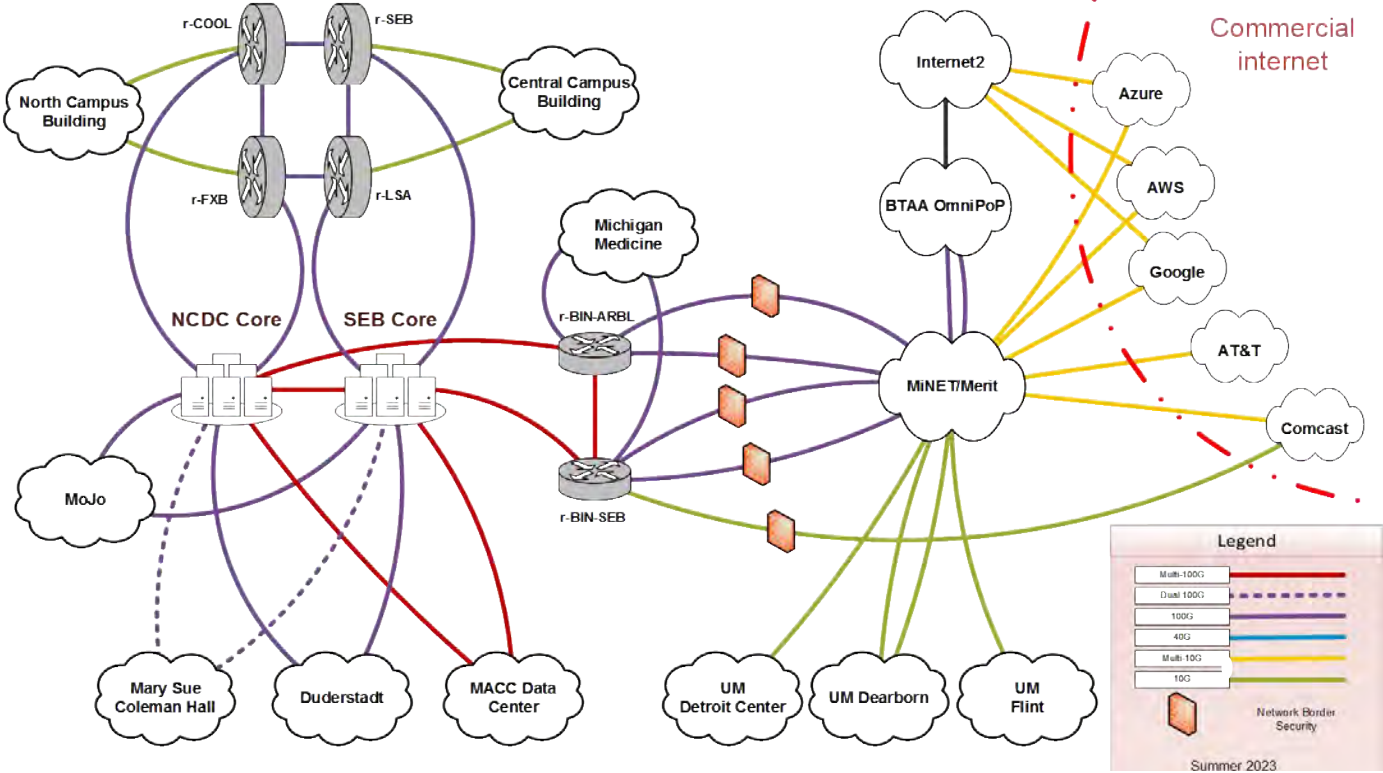 r-COOL
r-SEB
Commercial
internet
Internet2
Azure
North Campus
Building
Central Campus
Building
r-FXB
r-LSA
AWS
BTAA OmniPoP
Michigan
Medicine
Google
NCDC Core
SEB Core
r-BIN-ARBL
AT&T
MiNET/Merit
Comcast
MoJo
r-BIN-SEB
Legend
Multi-100G
Dual 100G
100G
40G
Multi-10G
10G
Network Border
Security
Summer 2023
Mary Sue
Coleman Hall
Duderstadt
MACC Data
Center
UM
Detroit Center
UM Dearborn
UM
Flint